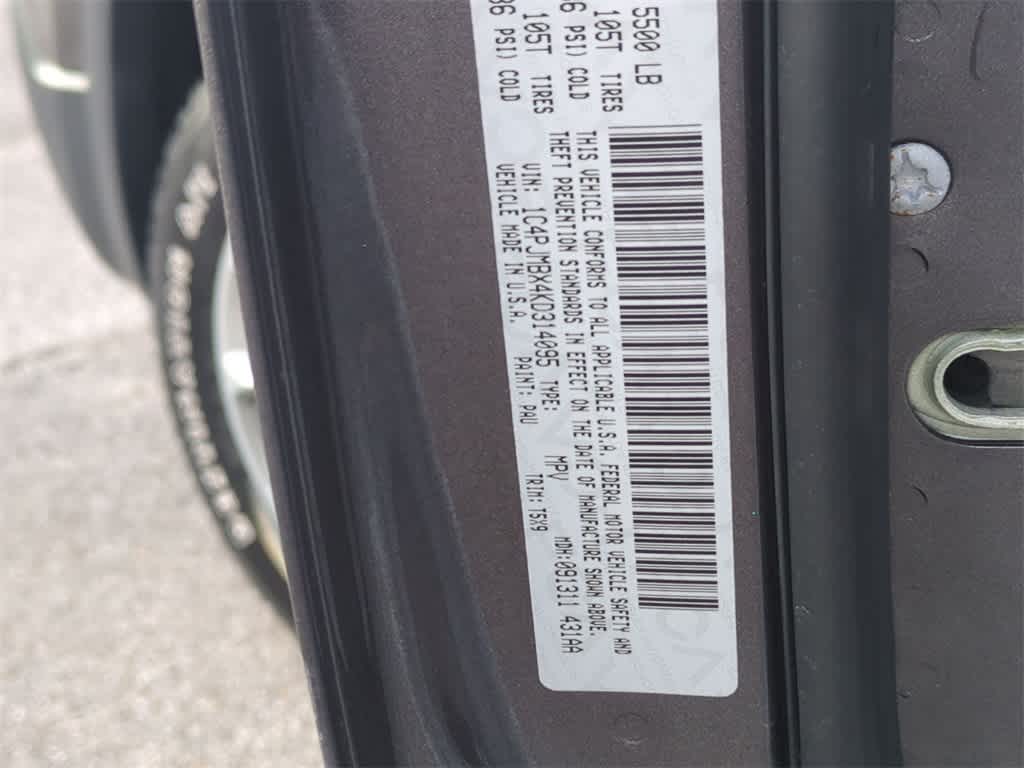 5500 LB
105T TIRES
6 PSI) COLD
105T TIRES
36 PSI) COLD
THIS VEHICLE CONFORMS TO ALL APPLICABLE U.S.A. FEDERAL MOTOR VEHICLE SAFETY AND
THEFT PREVENTION STANDARDS IN EFFECT ON THE DATE OF MANUFACTURE SHOWN ABOVE.
VIN: 1C4PJMBX4KD314095 TYPE: MPV MDH:091311 431AA
VEHICLE MADE IN U.S.A. PAINT: PAU TRIM: T5X9